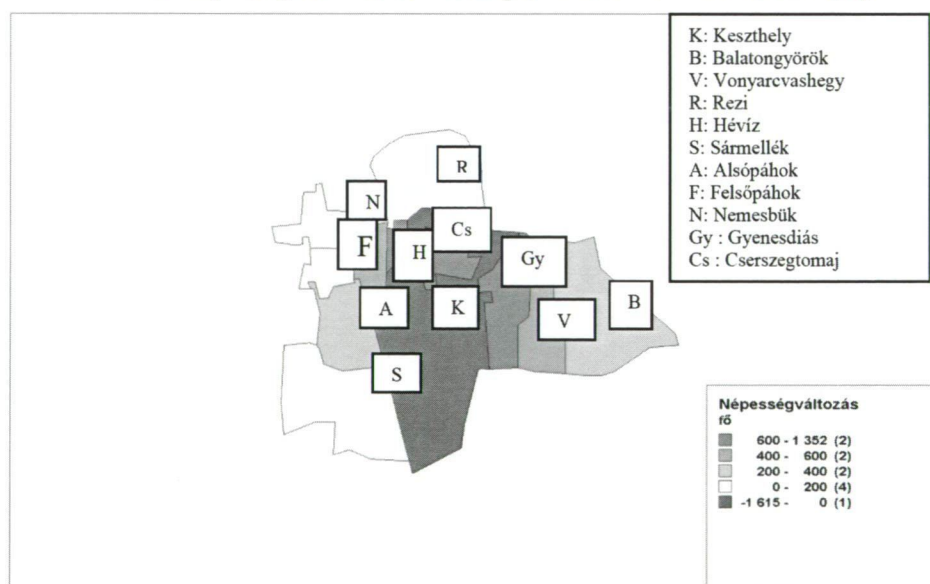 K: Keszthely
B: Balatongyörök
V: Vonyarcvashegy
R: Rezi
H: Hévíz
S: Sármellék
A: Alsópáhok
F: Felsőpáhok
N: Nemesbük
Gy : Gyenesdiás
Cs : Cserszegtomaj
R
N
Cs
F
H
Gy
A
K
V
B
S
Népességváltozás
fő
600 - 1 352 (2)
400 - 600 (2)
200 - 400 (2)
0 - 200 (4)
-1 615 - 0 (1)